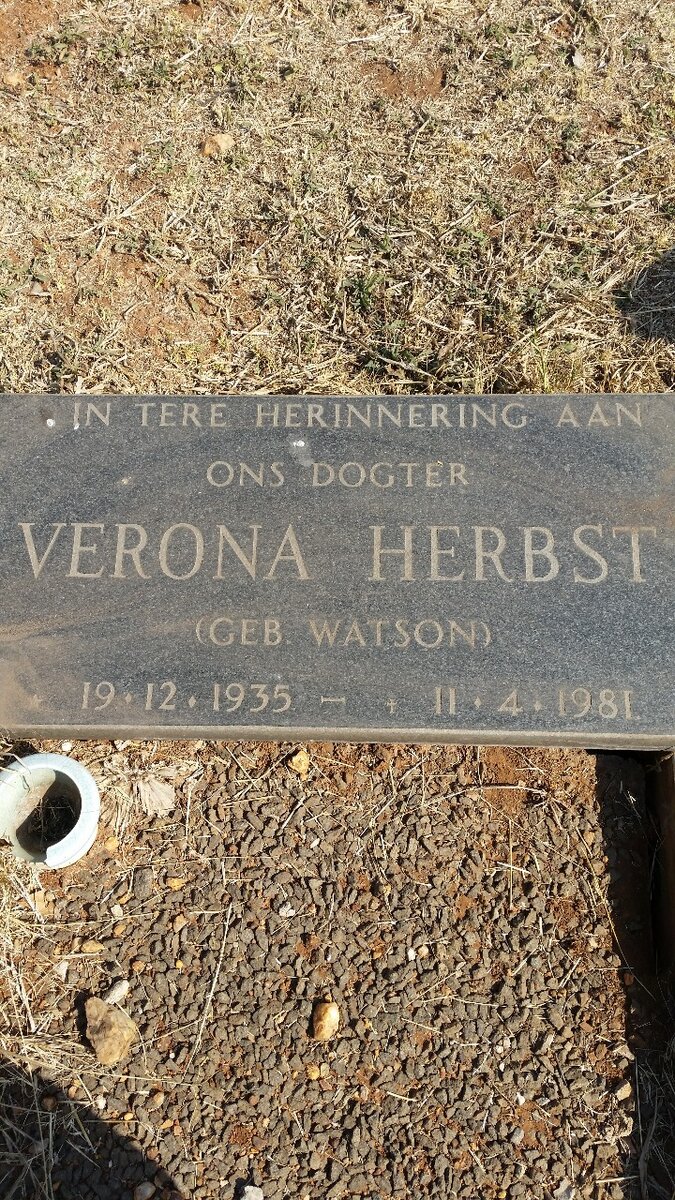 IN TERE HERINNERING AAN
ONS DOGTER
VERONA HERBST
(GEB WATSON)
* 19·12·1935 — † 11·4·1981